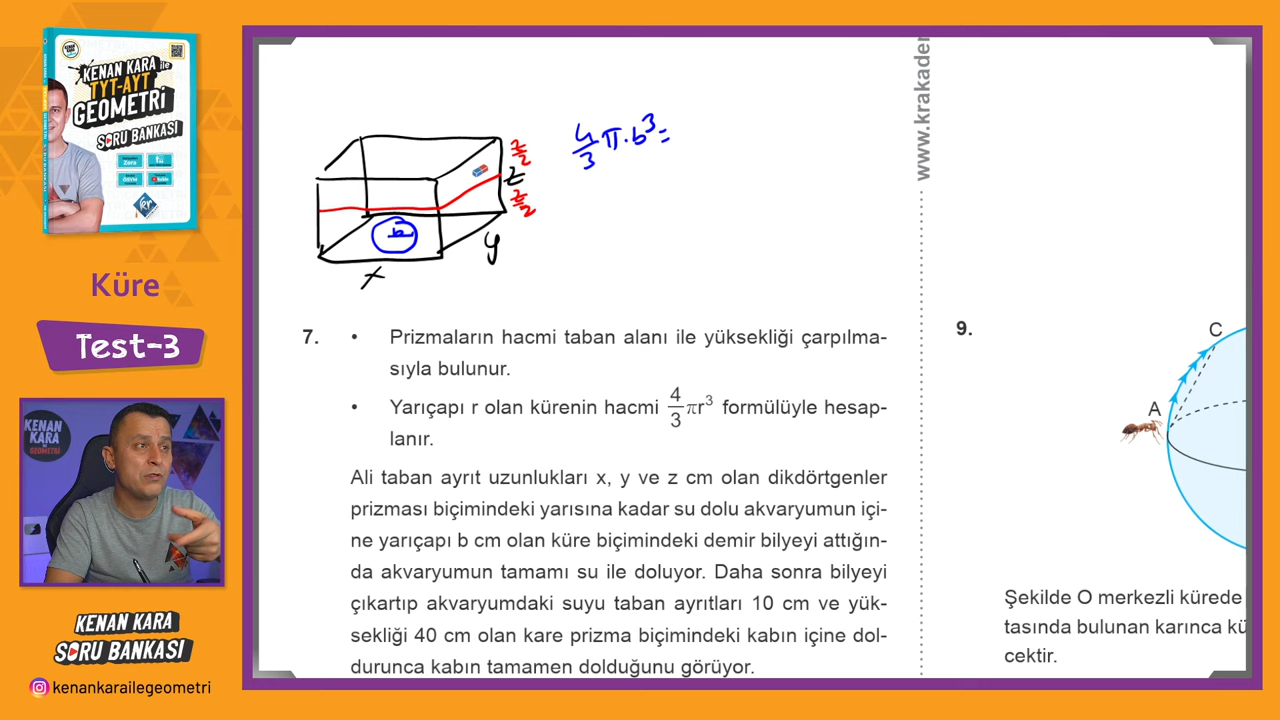 KENAN KARA ile
TYT-AYT
GEOMETRİ
SORU BANKASI
Küre
Test-3
KENAN
KARA
ile
GEOMETRİ
KENAN KARA
SORU BANKASI
kenankarailegeometri
z/2
z
z/2
b
x
y
4/3 π·b³=
7. • Prizmaların hacmi taban alanı ile yüksekliği çarpılma-
sıyla bulunur.
• Yarıçapı r olan kürenin hacmi 4/3 πr³ formülüyle hesap-
lanır.
Ali taban ayrıt uzunlukları x, y ve z cm olan dikdörtgenler
prizması biçimindeki yarısına kadar su dolu akvaryumun içi-
ne yarıçapı b cm olan küre biçimindeki demir bilyeyi attığın-
da akvaryumun tamamı su ile doluyor. Daha sonra bilyeyi
çıkartıp akvaryumdaki suyu taban ayrıtları 10 cm ve yük-
sekliği 40 cm olan kare prizma biçimindeki kabın içine dol-
durunca kabın tamamen dolduğunu görüyor.
www.krakader
9.
C
A
Şekilde O merkezli kürede
tasında bulunan karınca kü
cektir.